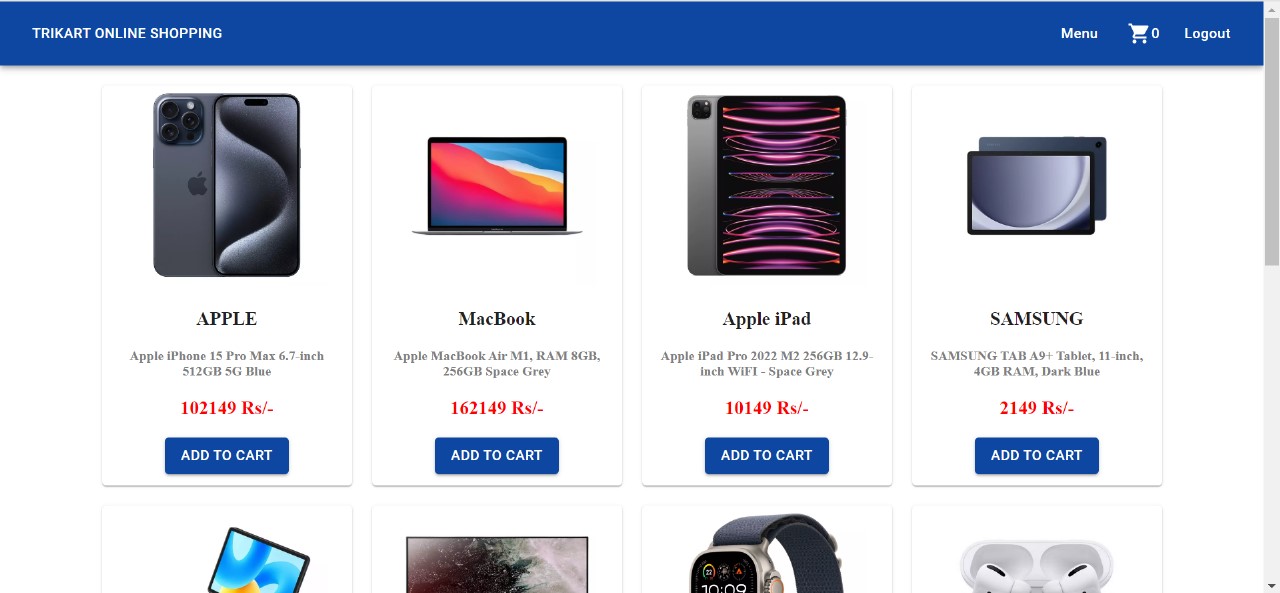 TRIKART ONLINE SHOPPING
Menu
0
Logout
APPLE
Apple iPhone 15 Pro Max 6.7-inch
512GB 5G Blue
102149 Rs/-
ADD TO CART
MacBook
Apple MacBook Air M1, RAM 8GB,
256GB Space Grey
162149 Rs/-
ADD TO CART
Apple iPad
Apple iPad Pro 2022 M2 256GB 12.9-
inch WiFI - Space Grey
10149 Rs/-
ADD TO CART
SAMSUNG
SAMSUNG TAB A9+ Tablet, 11-inch,
4GB RAM, Dark Blue
2149 Rs/-
ADD TO CART
22
10:09